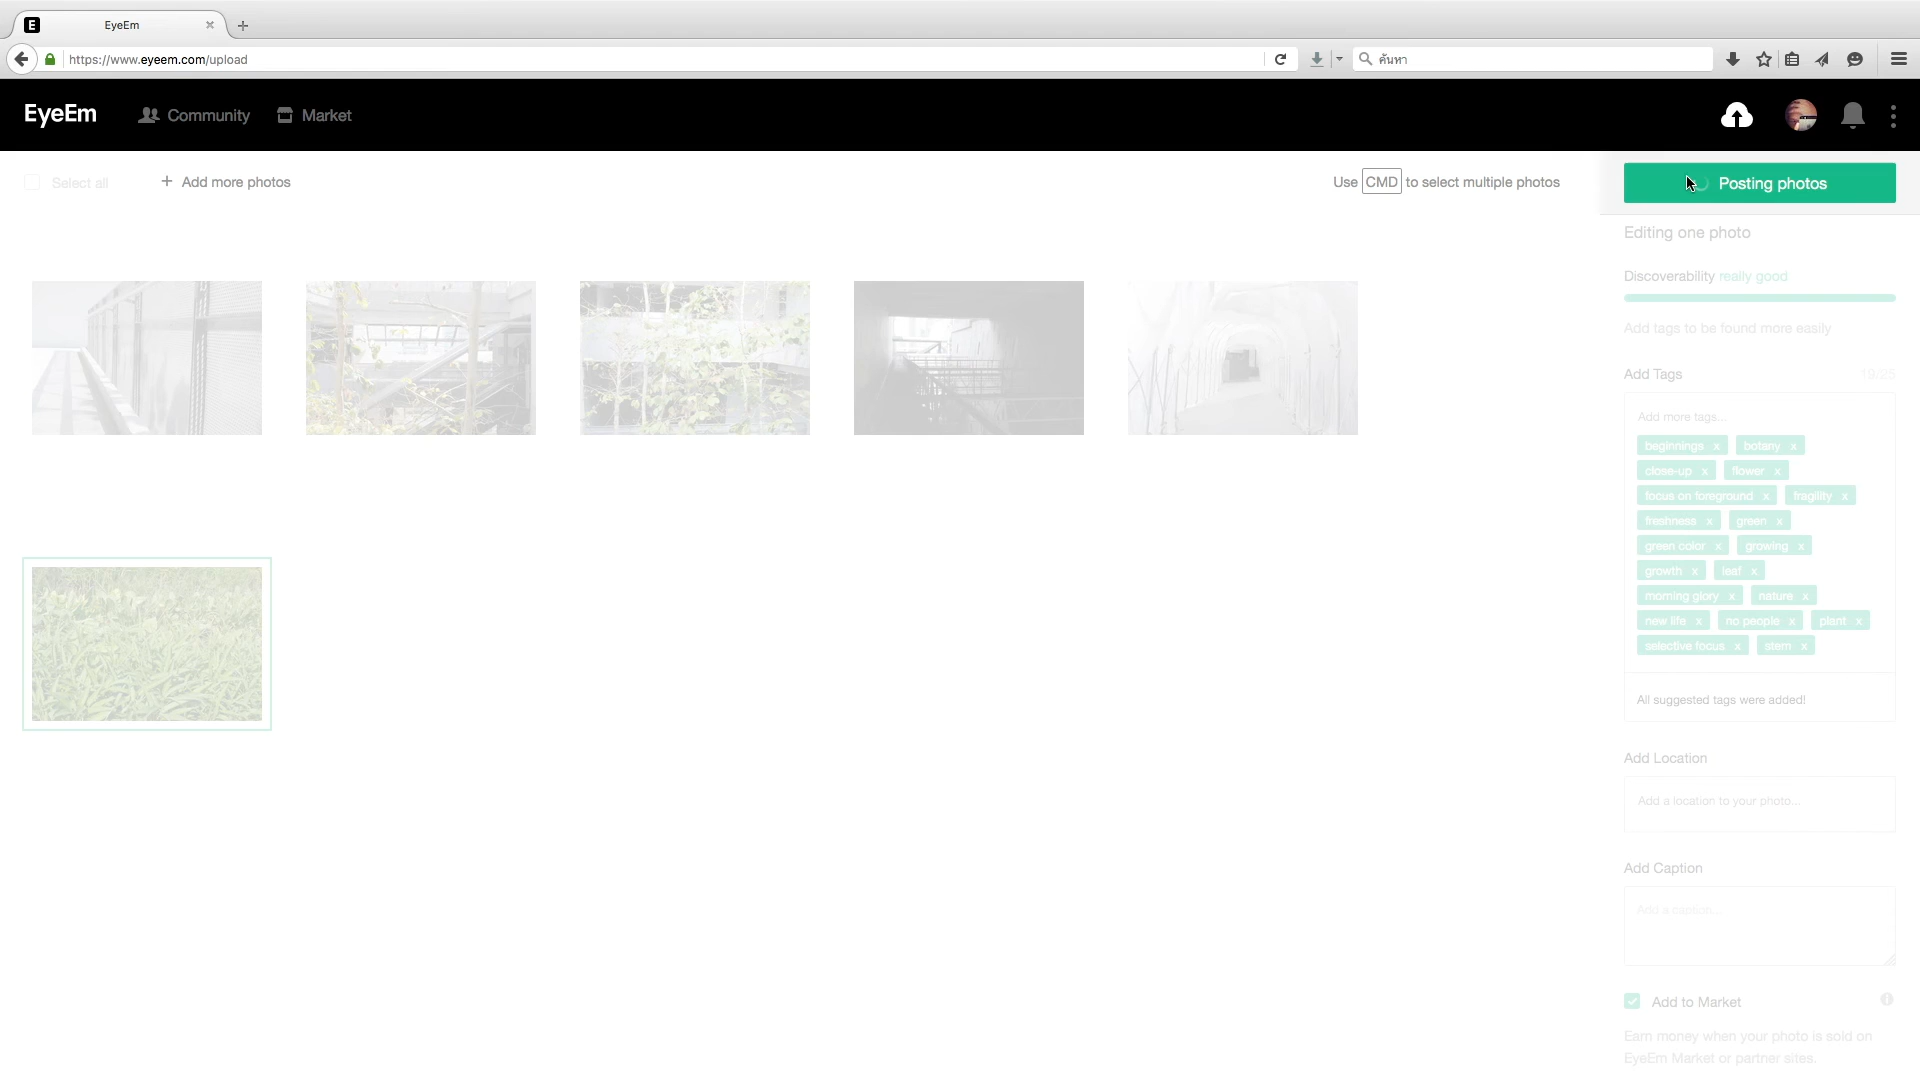 E EyeEm × +
https://www.eyeem.com/upload
ค้นหา
EyeEm Community Market
Select all + Add more photos
Use CMD to select multiple photos
Posting photos
Editing one photo
Discoverability really good
Add tags to be found more easily
Add Tags 19/25
Add more tags...
beginnings x botany x
close-up x flower x
focus on foreground x fragility x
freshness x green x
green color x growing x
growth x leaf x
morning glory x nature x
new life x no people x plant x
selective focus x stem x
All suggested tags were added!
Add Location
Add a location to your photo...
Add Caption
Add a caption...
Add to Market
Earn money when your photo is sold on
EyeEm Market or partner sites.